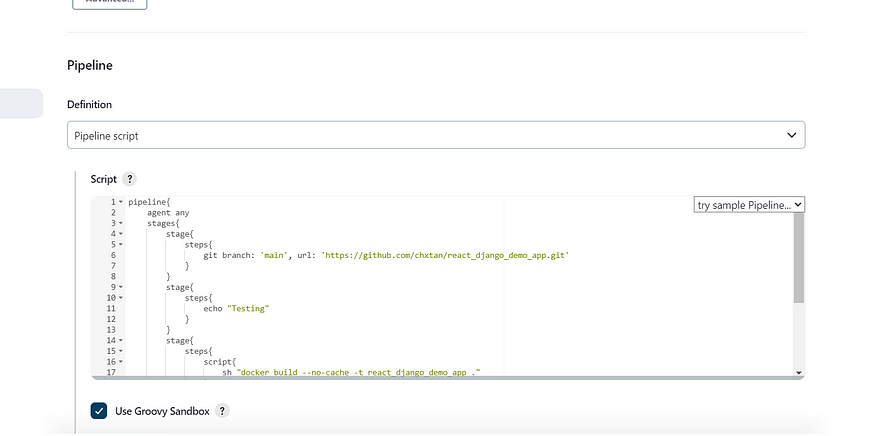 Pipeline
Definition
Pipeline script
Script ?
try sample Pipeline...
1 pipeline{
2 agent any
3 stages{
4 stage{
5 steps{
6 git branch: 'main', url: 'https://github.com/chxtan/react_django_demo_app.git'
7 }
8 }
9 stage{
10 steps{
11 echo "Testing"
12 }
13 }
14 stage{
15 steps{
16 script{
17 sh "docker build --no-cache -t react_django_demo_app ."
Use Groovy Sandbox ?